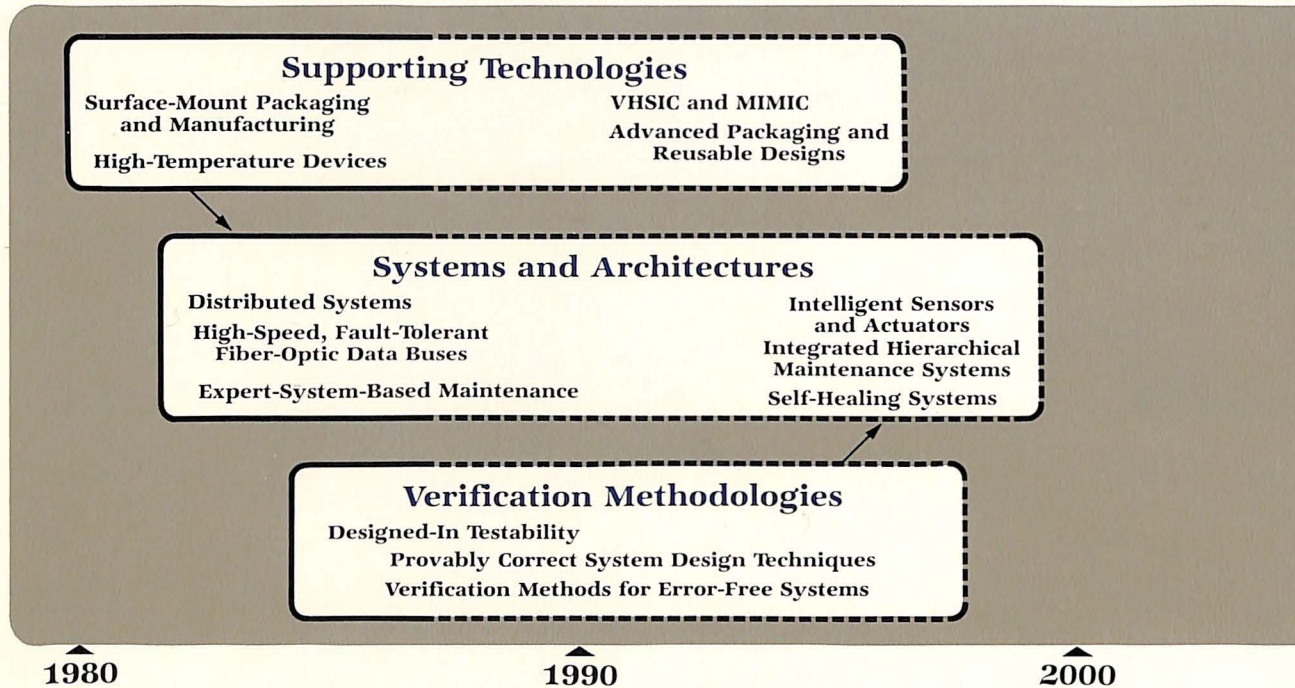 Supporting Technologies
Surface-Mount Packaging
and Manufacturing
High-Temperature Devices
VHSIC and MIMIC
Advanced Packaging and
Reusable Designs
Systems and Architectures
Distributed Systems
High-Speed, Fault-Tolerant
Fiber-Optic Data Buses
Expert-System-Based Maintenance
Intelligent Sensors
and Actuators
Integrated Hierarchical
Maintenance Systems
Self-Healing Systems
Verification Methodologies
Designed-In Testability
Provably Correct System Design Techniques
Verification Methods for Error-Free Systems
1980
1990
2000